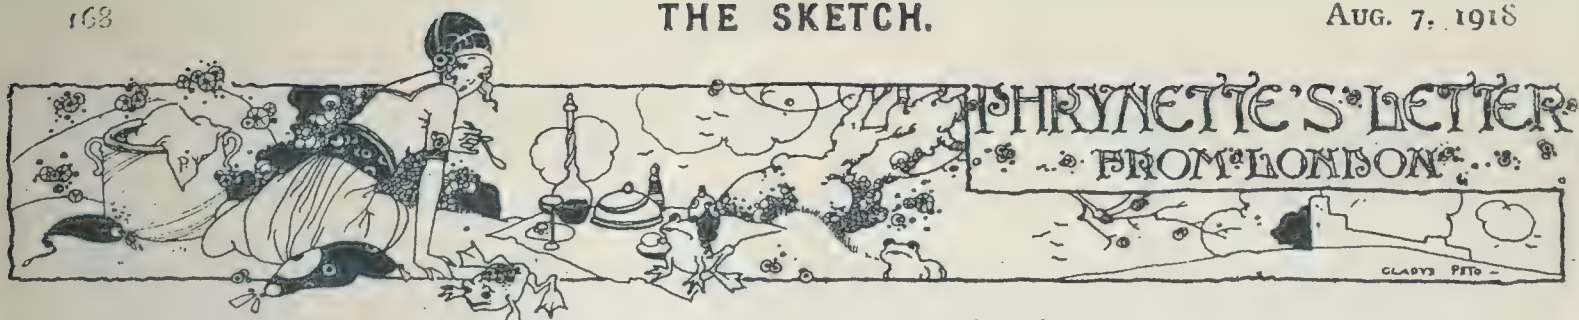 168 THE SKETCH. AUG. 7, 1918
PHRYNETTE'S LETTER
FROM LONDON
P
GLADYS PETO